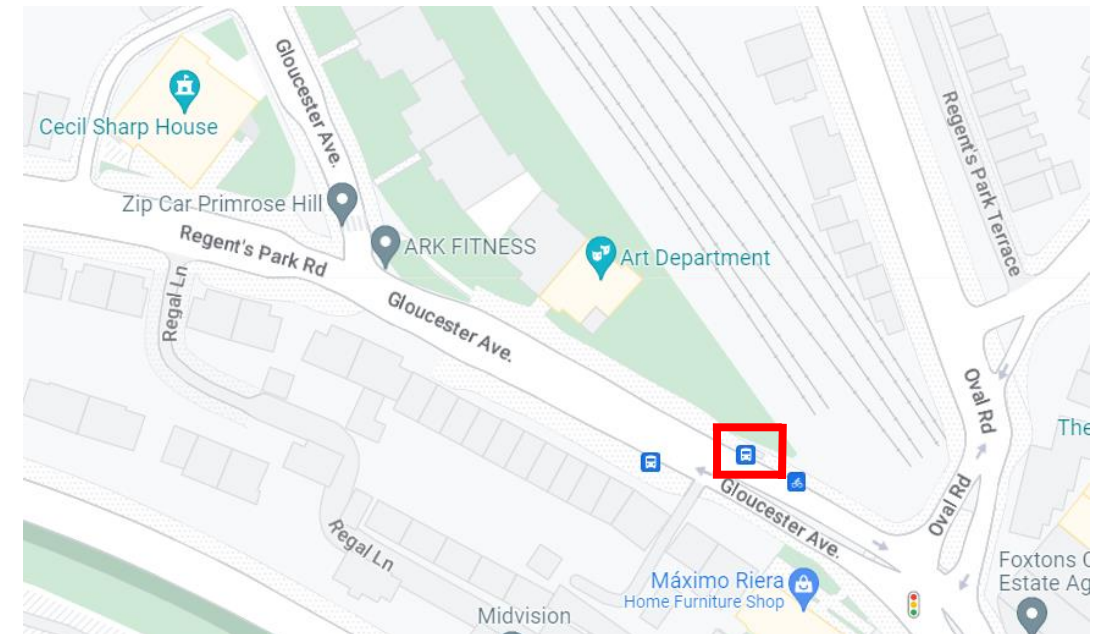 Gloucester Ave.
Cecil Sharp House
Regent's Park Terrace
Zip Car Primrose Hill
Regent's Park Rd
ARK FITNESS
Art Department
Regal Ln
Gloucester Ave.
Oval Rd
The
Gloucester Ave.
Oval Rd
Regal Ln
Foxtons
Estate Ag
Máximo Riera
Home Furniture Shop
Midvision